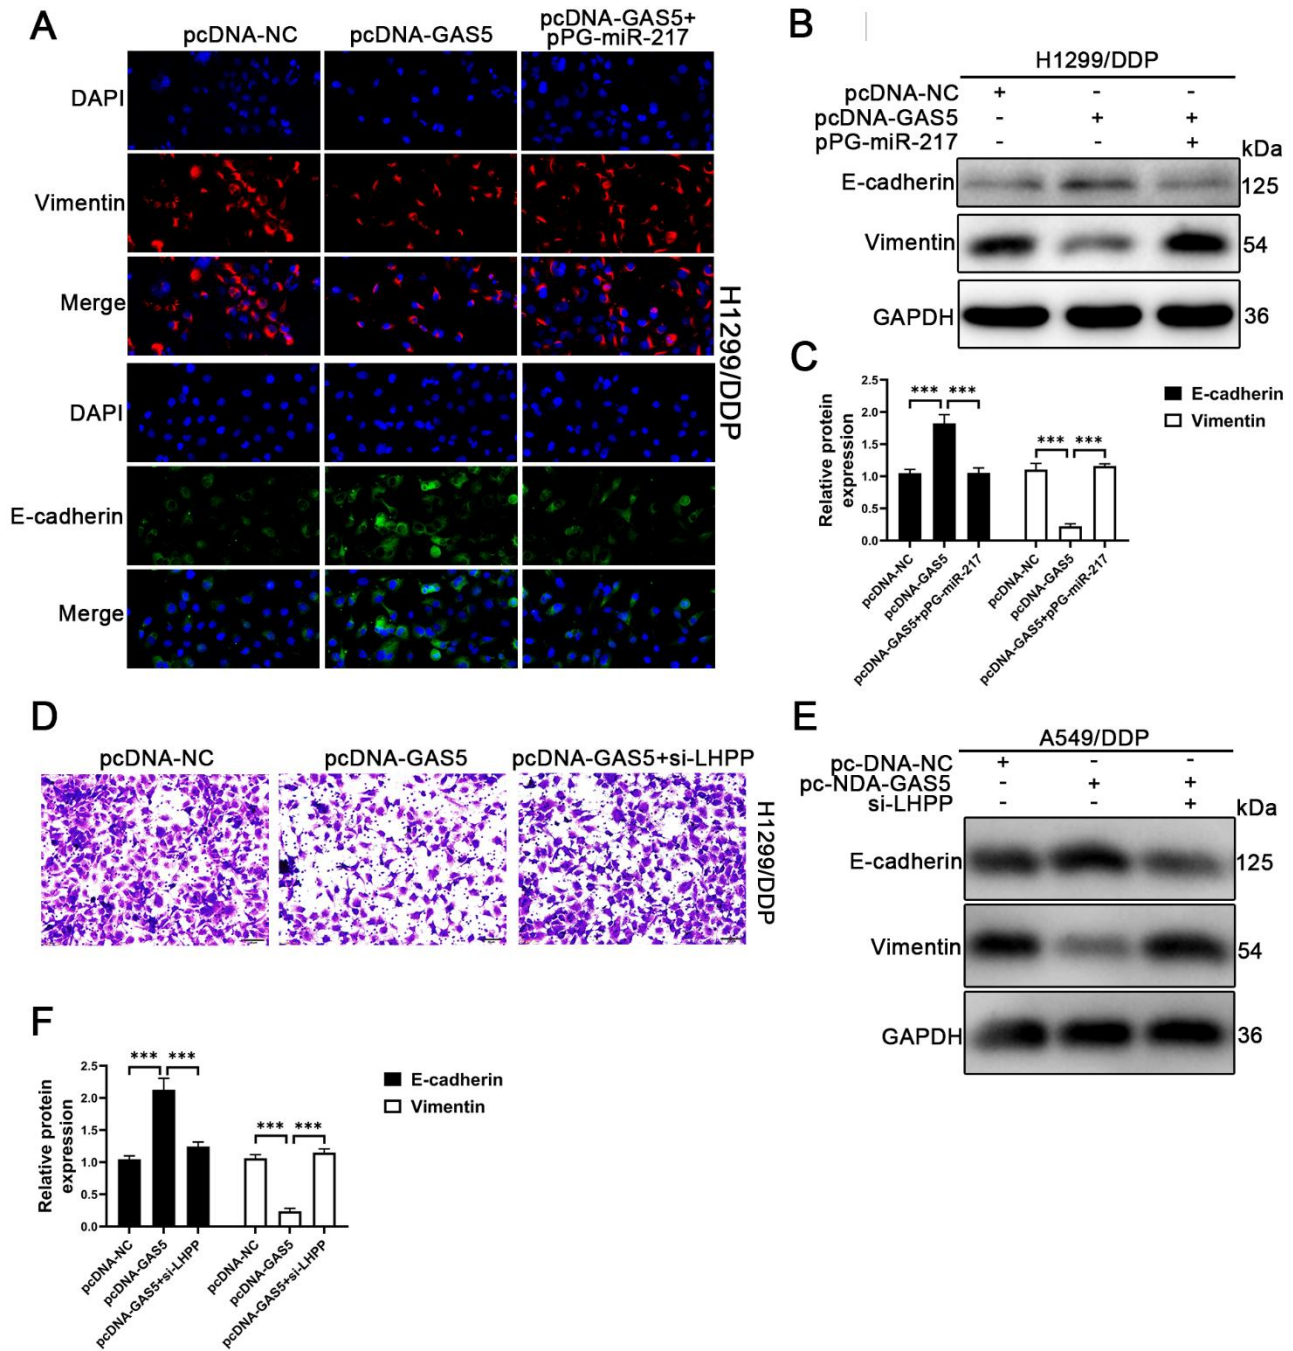 A
pcDNA-NC
pcDNA-GAS5
pcDNA-GAS5+
pPG-miR-217
DAPI
Vimentin
Merge
DAPI
E-cadherin
Merge
H1299/DDP
B
H1299/DDP
pcDNA-NC + - -
pcDNA-GAS5 - + +
pPG-miR-217 - - +
kDa
E-cadherin 125
Vimentin 54
GAPDH 36
C
Relative protein
expression
2.5
2.0
1.5
1.0
0.5
0.0
*** ***
*** ***
pcDNA-NC
pcDNA-GAS5
pcDNA-GAS5+pPG-miR-217
pcDNA-NC
pcDNA-GAS5
pcDNA-GAS5+pPG-miR-217
E-cadherin
Vimentin
D
pcDNA-NC
pcDNA-GAS5
pcDNA-GAS5+si-LHPP
H1299/DDP
E
A549/DDP
pc-DNA-NC + - -
pc-NDA-GAS5 - + +
si-LHPP - - +
kDa
E-cadherin 125
Vimentin 54
GAPDH 36
F
Relative protein
expression
2.5
2.0
1.5
1.0
0.5
0.0
*** ***
*** ***
pcDNA-NC
pcDNA-GAS5
pcDNA-GAS5+si-LHPP
pcDNA-NC
pcDNA-GAS5
pcDNA-GAS5+si-LHPP
E-cadherin
Vimentin